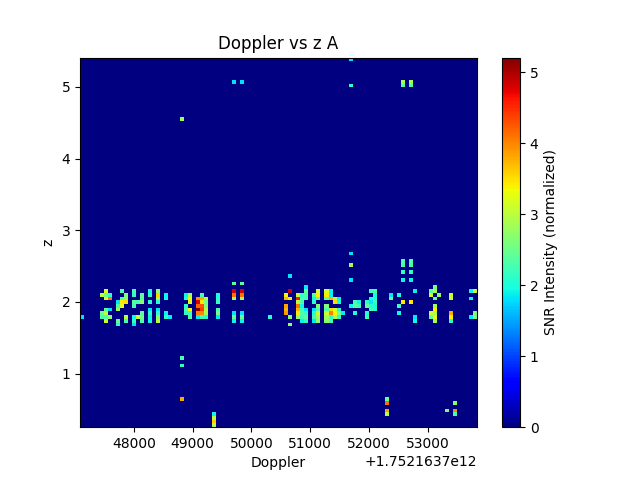 Doppler vs z A
5
4
3
2
1
z
48000 49000 50000 51000 52000 53000
Doppler
+1.7521637e12
5
4
3
2
1
0
SNR Intensity (normalized)